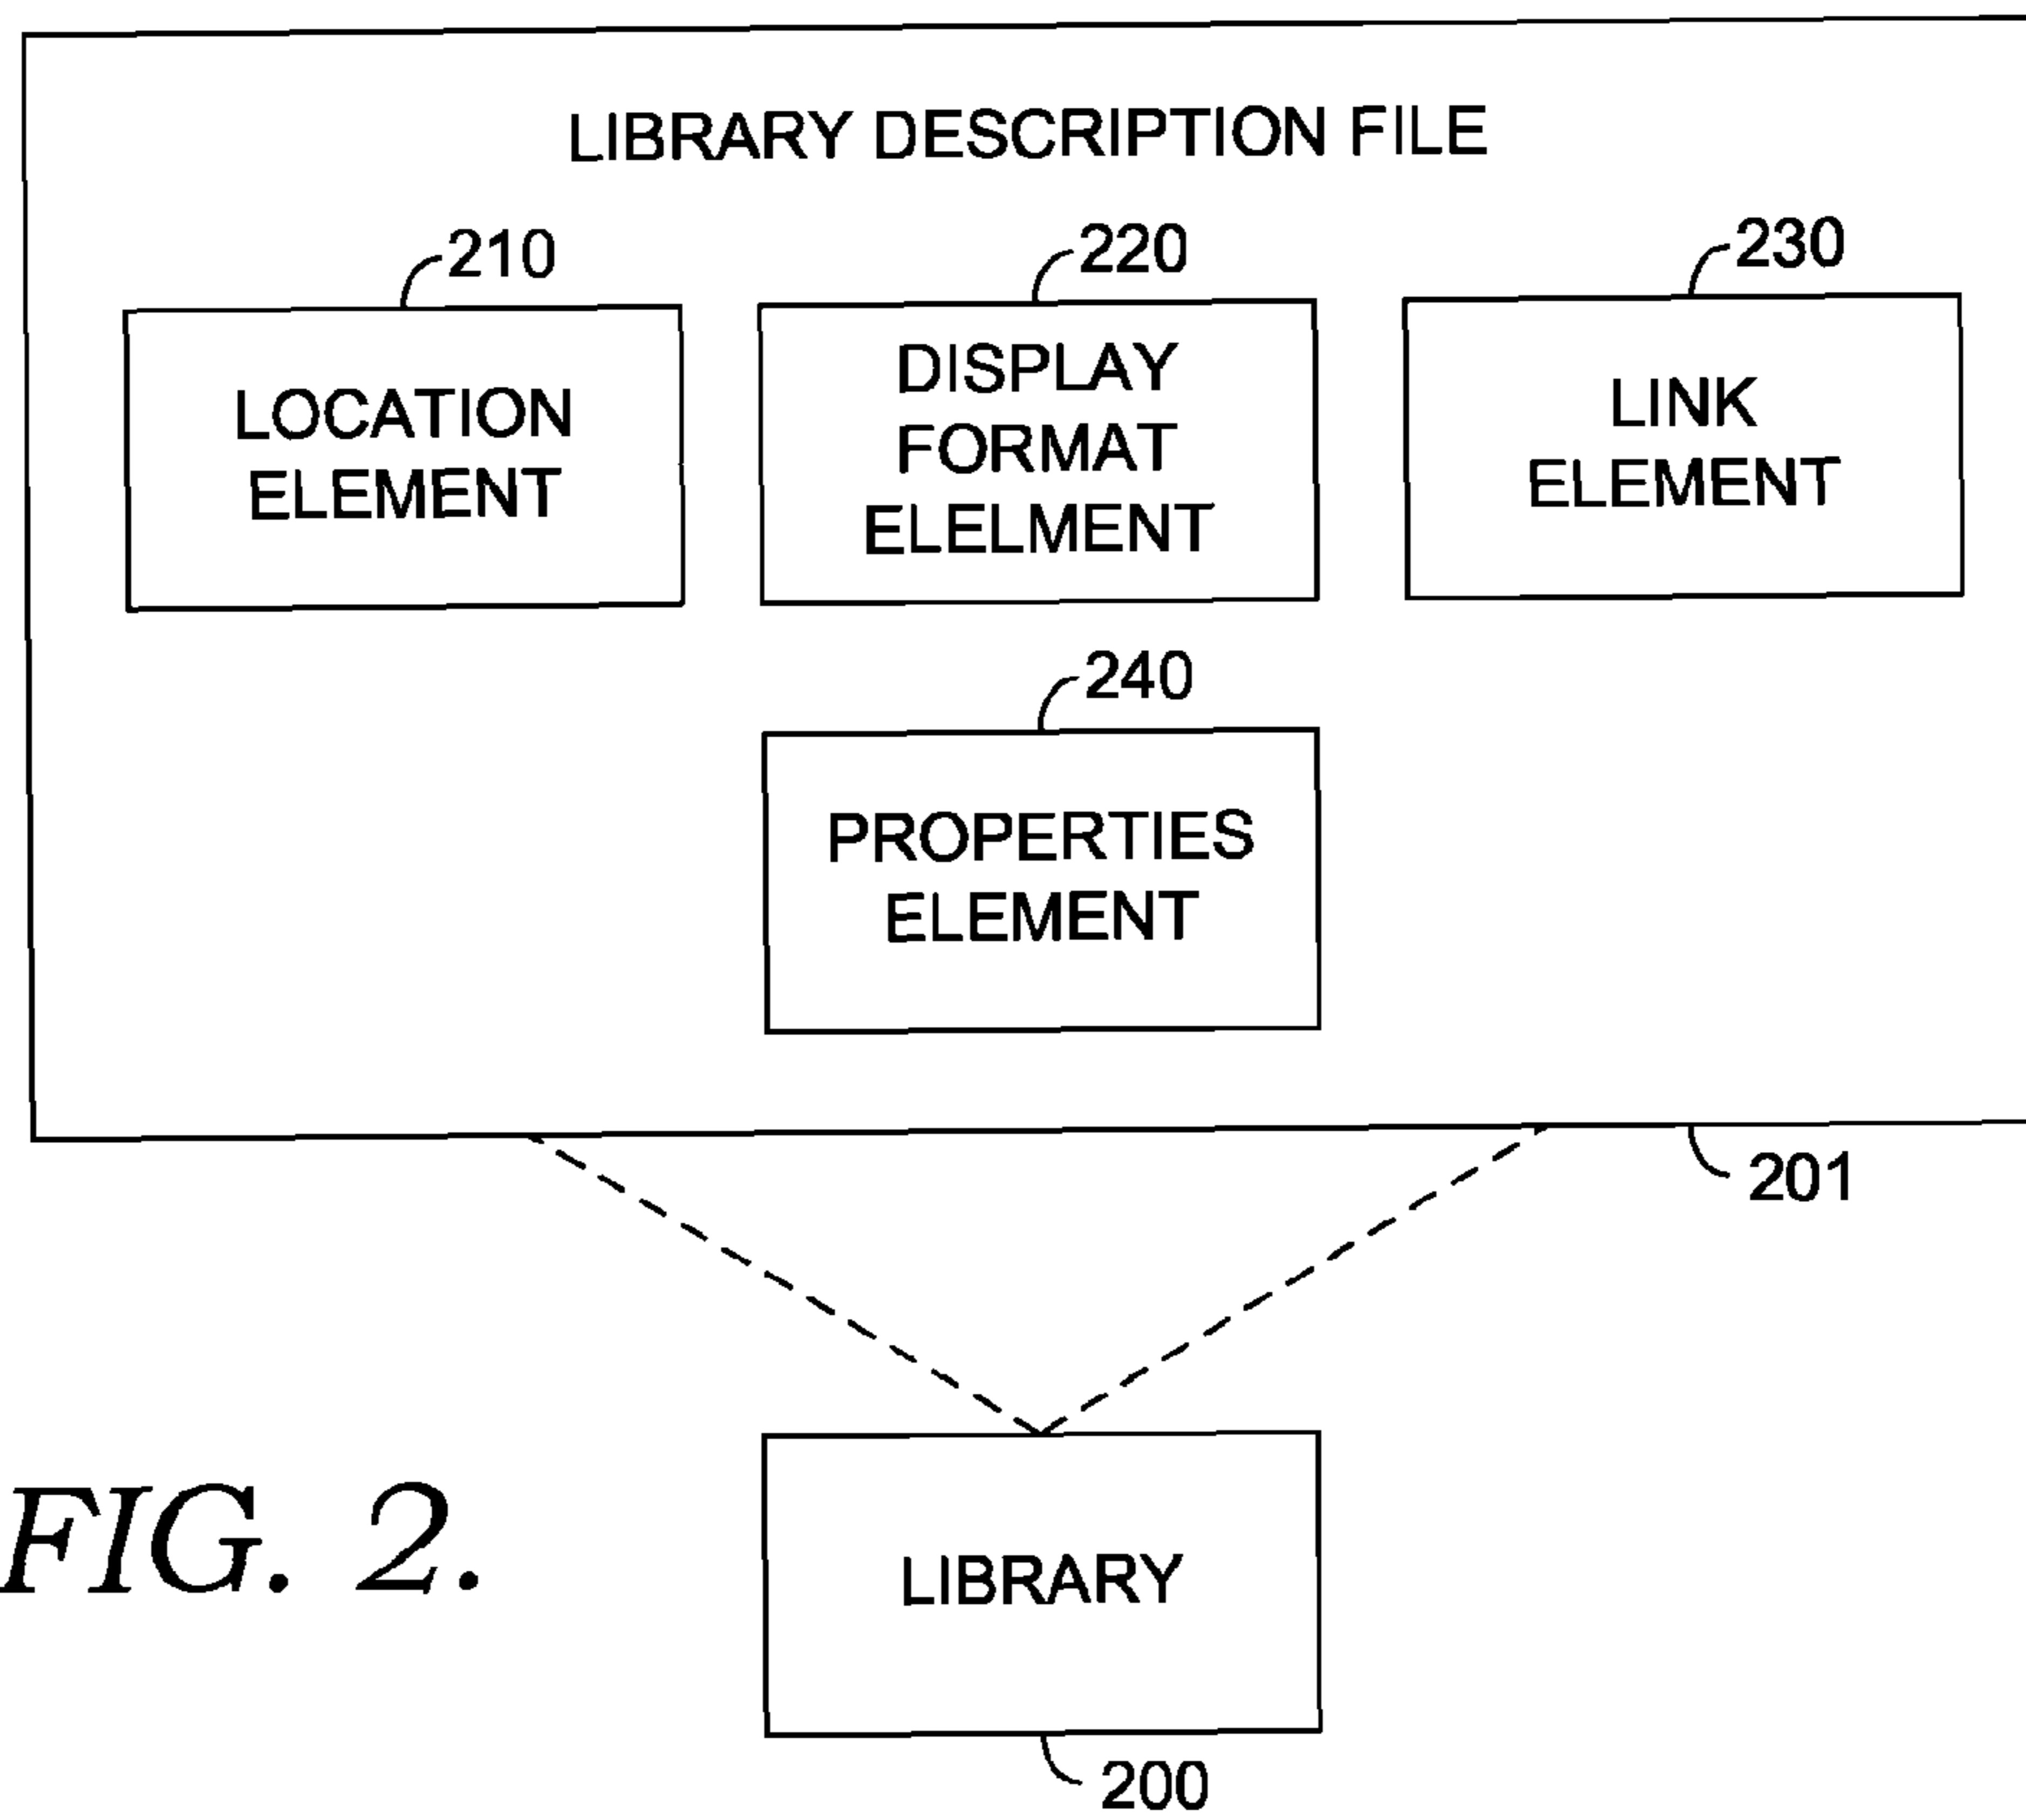 LIBRARY DESCRIPTION FILE
210
220
230
LOCATION
ELEMENT
DISPLAY
FORMAT
ELELMENT
LINK
ELEMENT
240
PROPERTIES
ELEMENT
201
LIBRARY
200
FIG. 2.